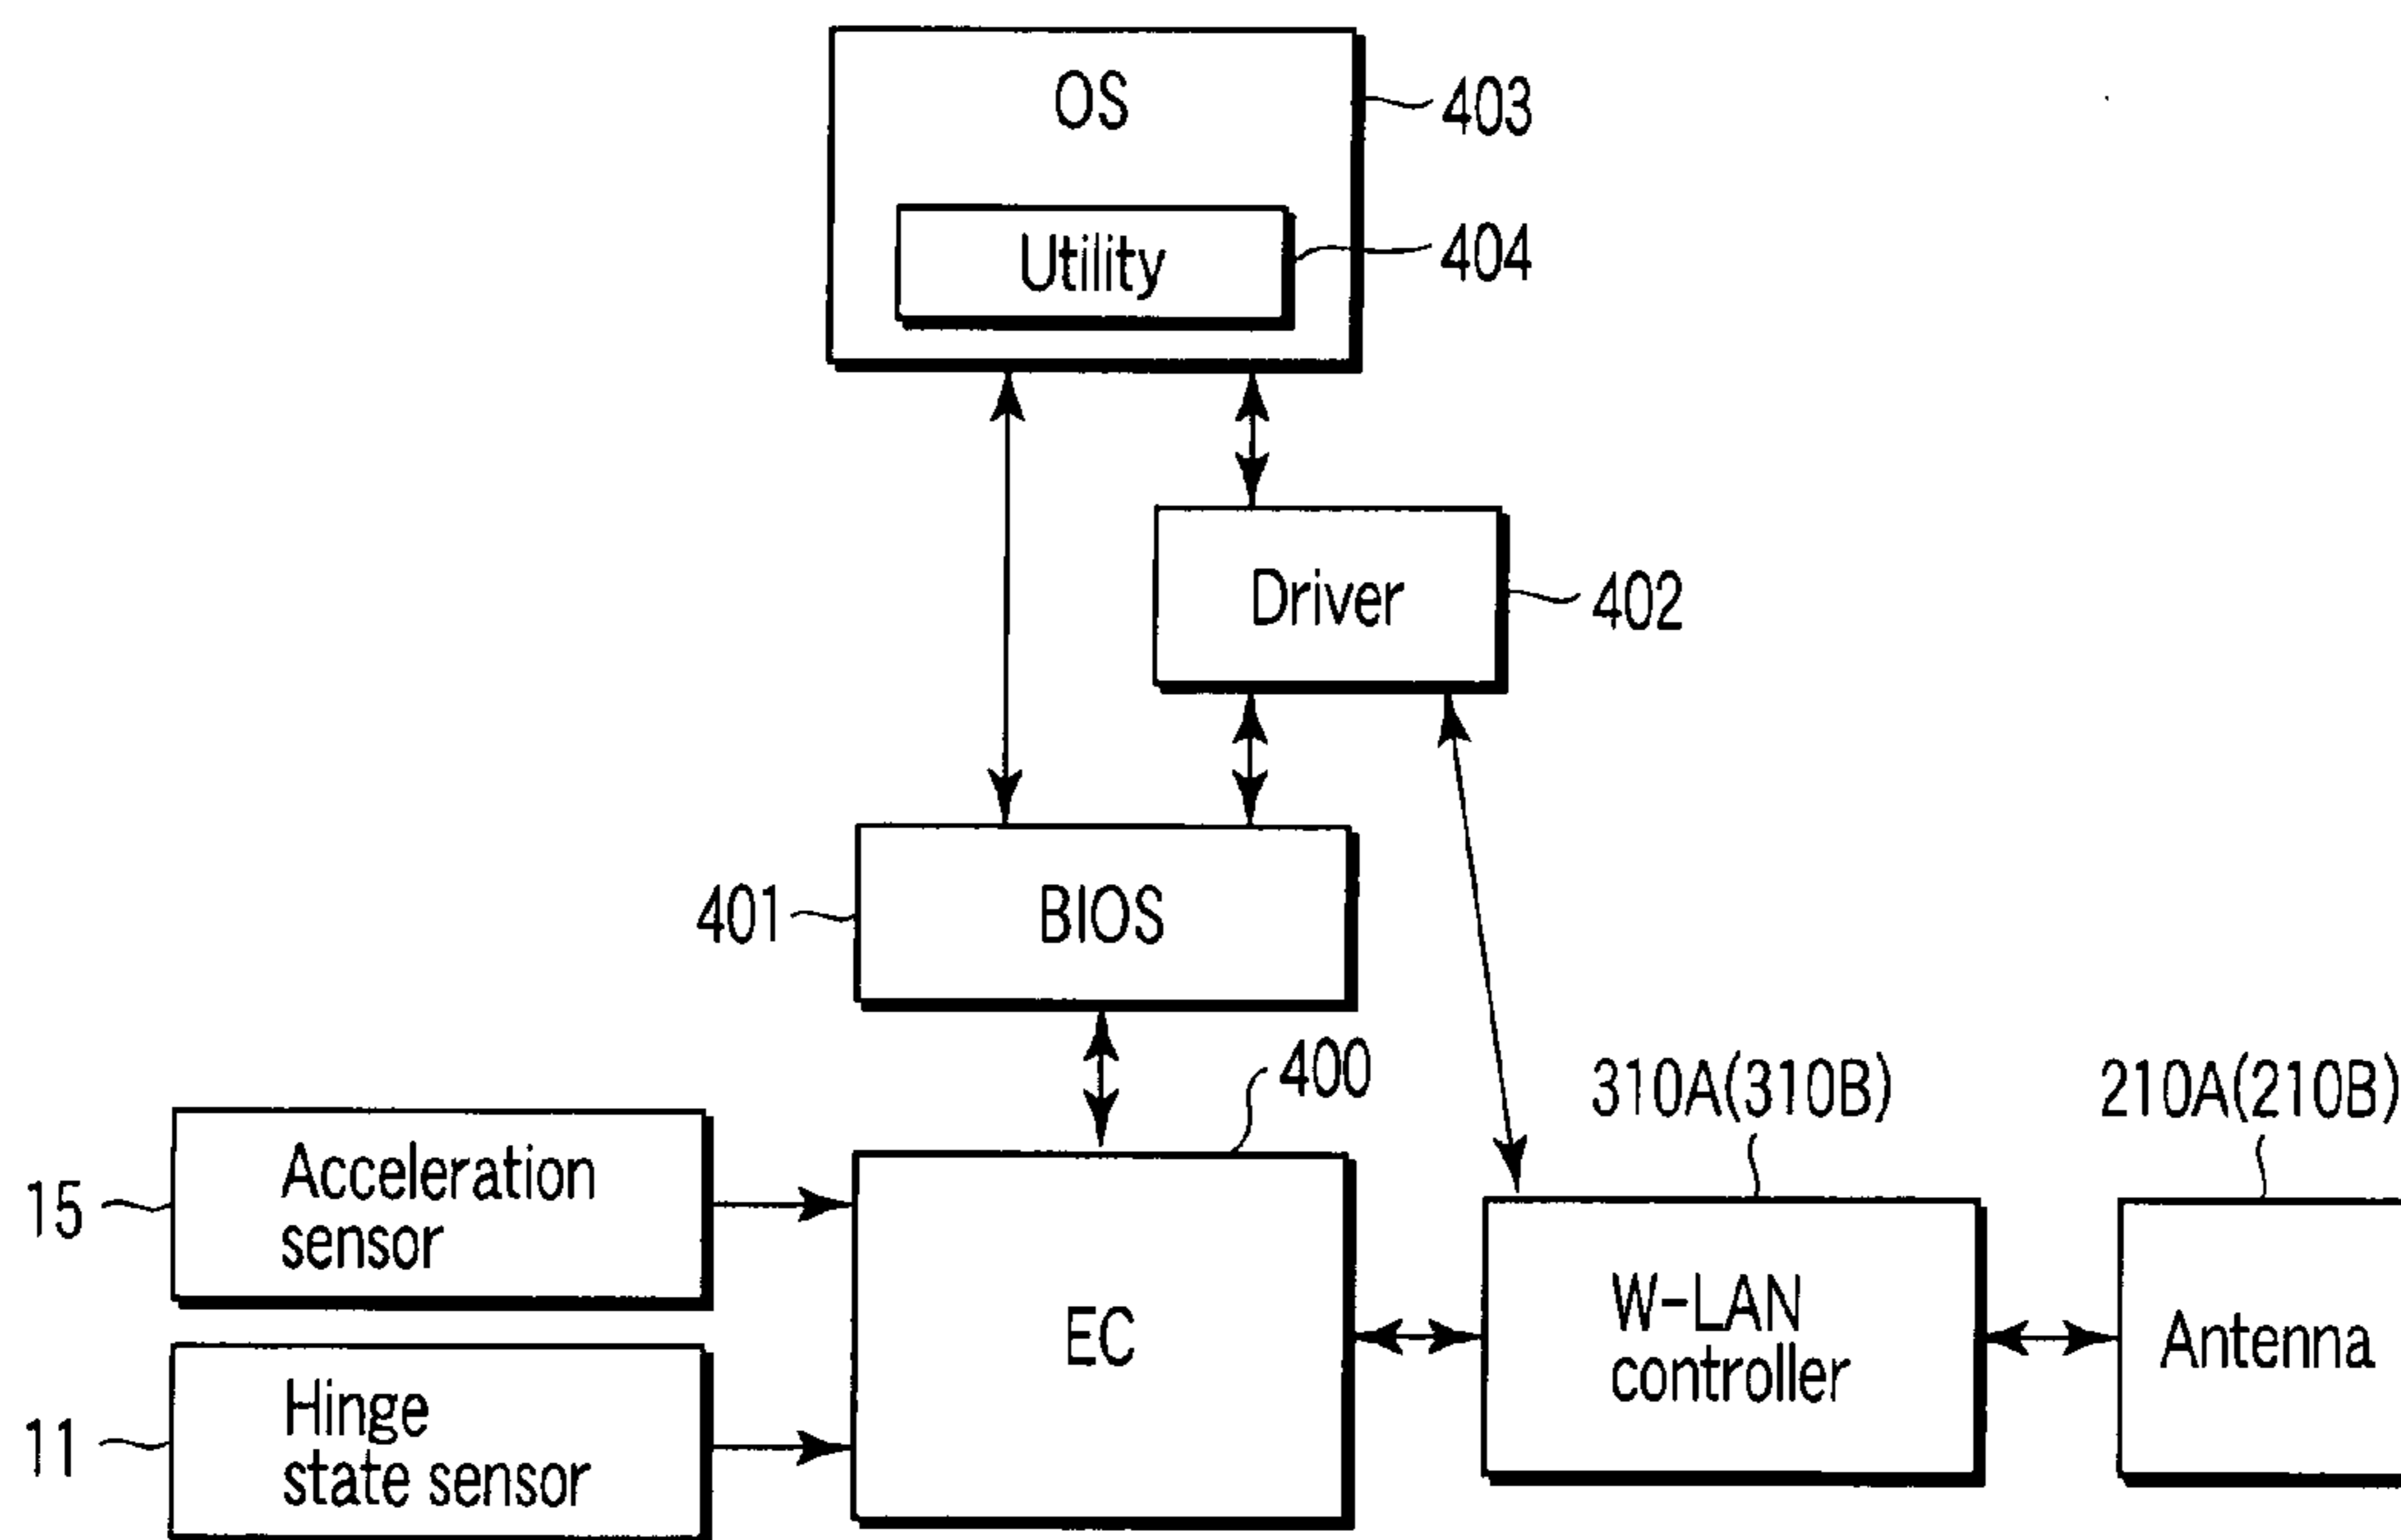 OS
403
Utility
404
Driver
402
401
BIOS
400
310A(310B)
210A(210B)
15
Acceleration
sensor
EC
W-LAN
controller
Antenna
11
Hinge
state sensor